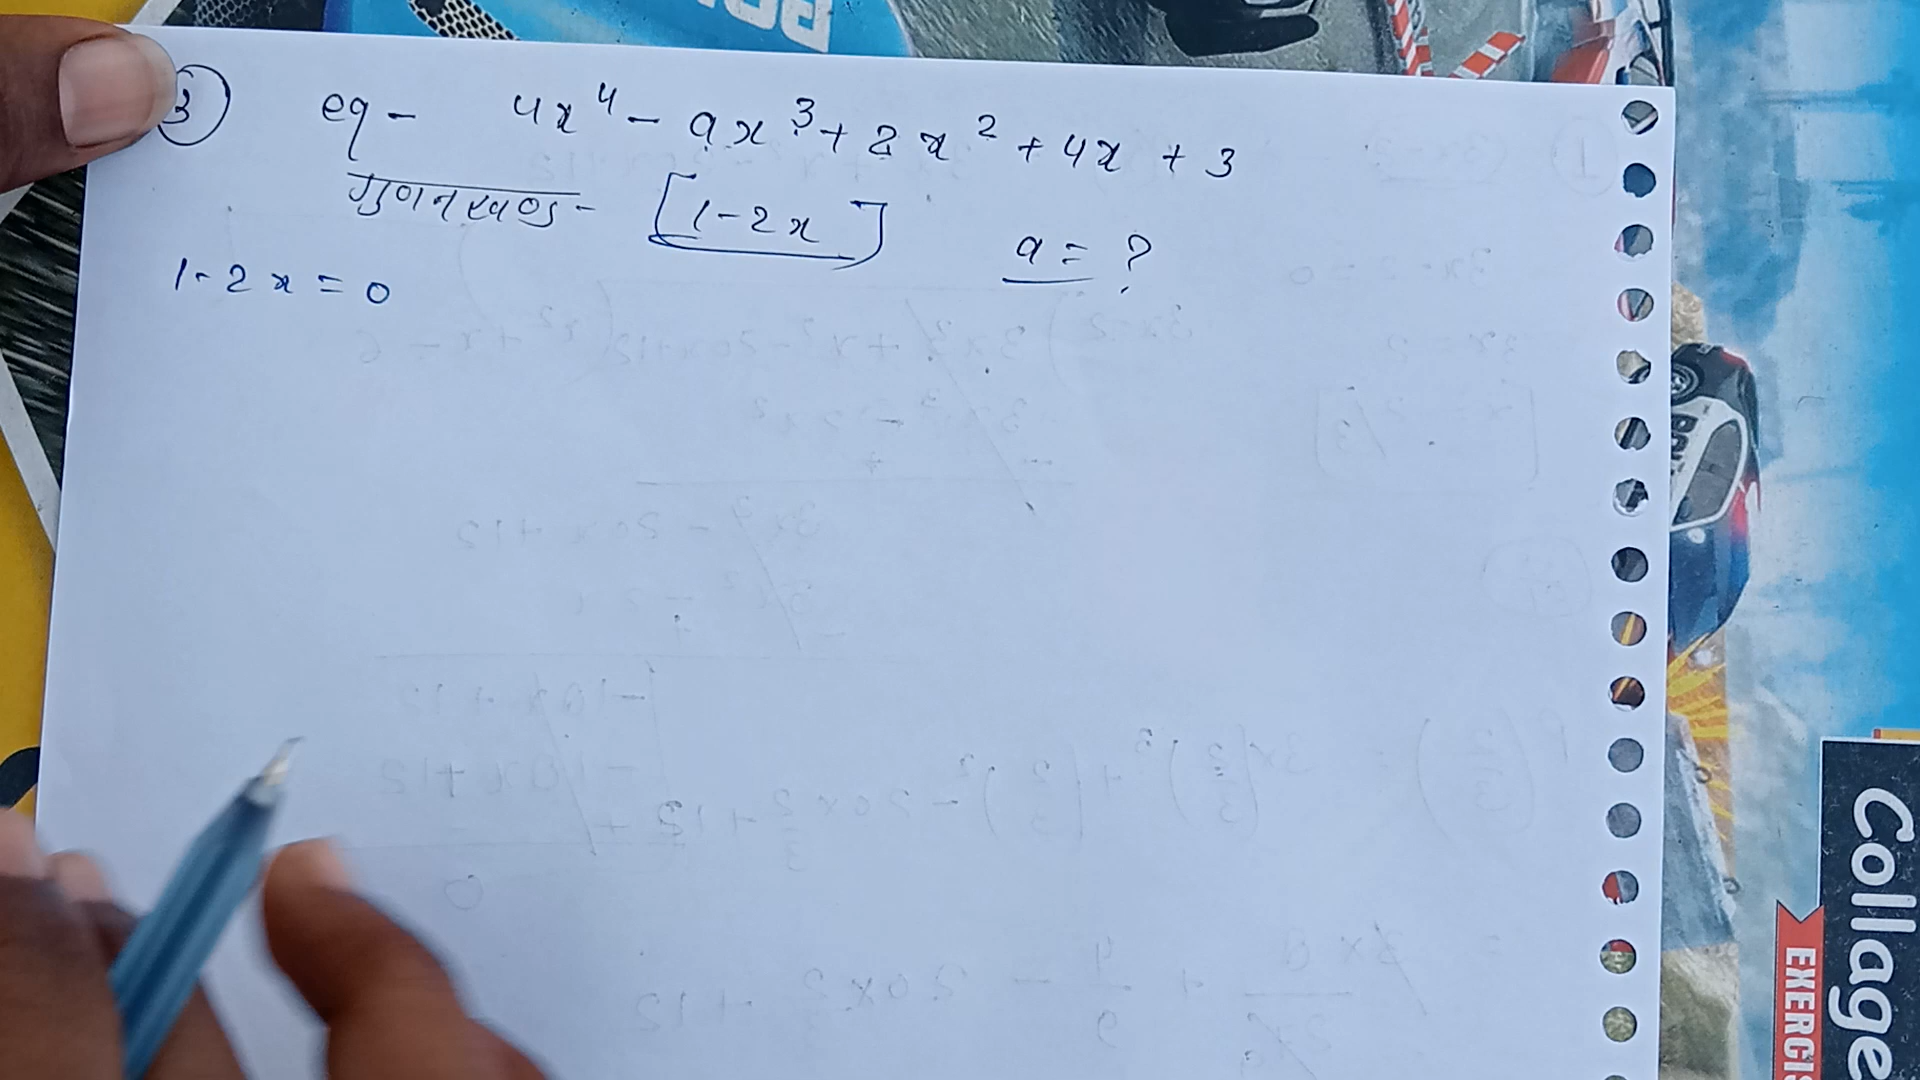 3 eq - 4x⁴ - ax³ + 2x² + 4x + 3
गुणनखण्ड - [1-2x] a = ?
1-2x = 0
Collage
EXERCIS